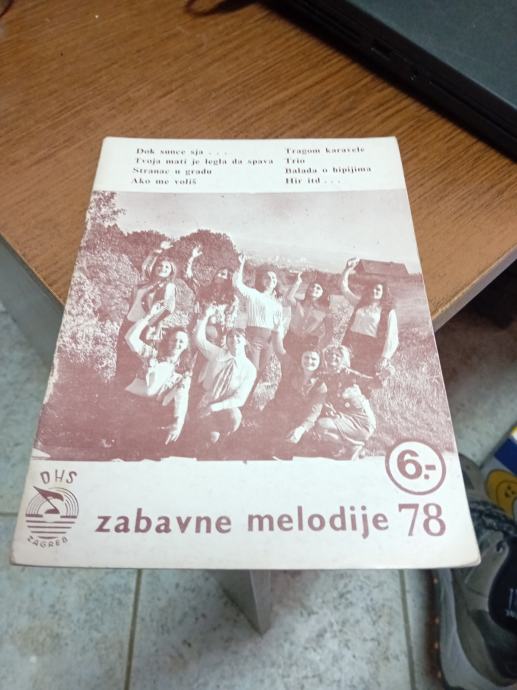 Dok sunce sja . . .
Tvoja mati je legla da spava
Stranac u gradu
Ako me voliš
Tragom karavele
Trio
Balada o hipijima
Hir itd . . .
6.-
DHS
ZAGREB
zabavne melodije 78